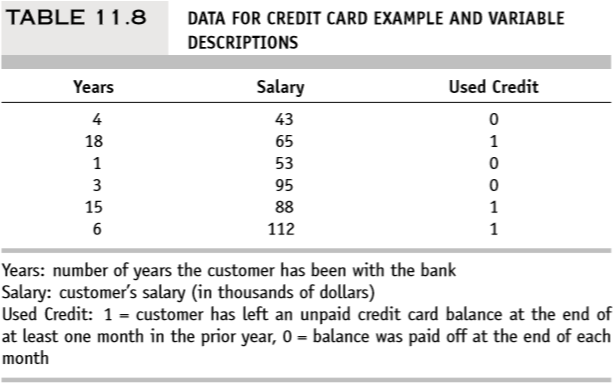 TABLE 11.8 DATA FOR CREDIT CARD EXAMPLE AND VARIABLE
DESCRIPTIONS
Years Salary Used Credit
4 43 0
18 65 1
1 53 0
3 95 0
15 88 1
6 112 1
Years: number of years the customer has been with the bank
Salary: customer's salary (in thousands of dollars)
Used Credit: 1 = customer has left an unpaid credit card balance at the end of
at least one month in the prior year, 0 = balance was paid off at the end of each
month